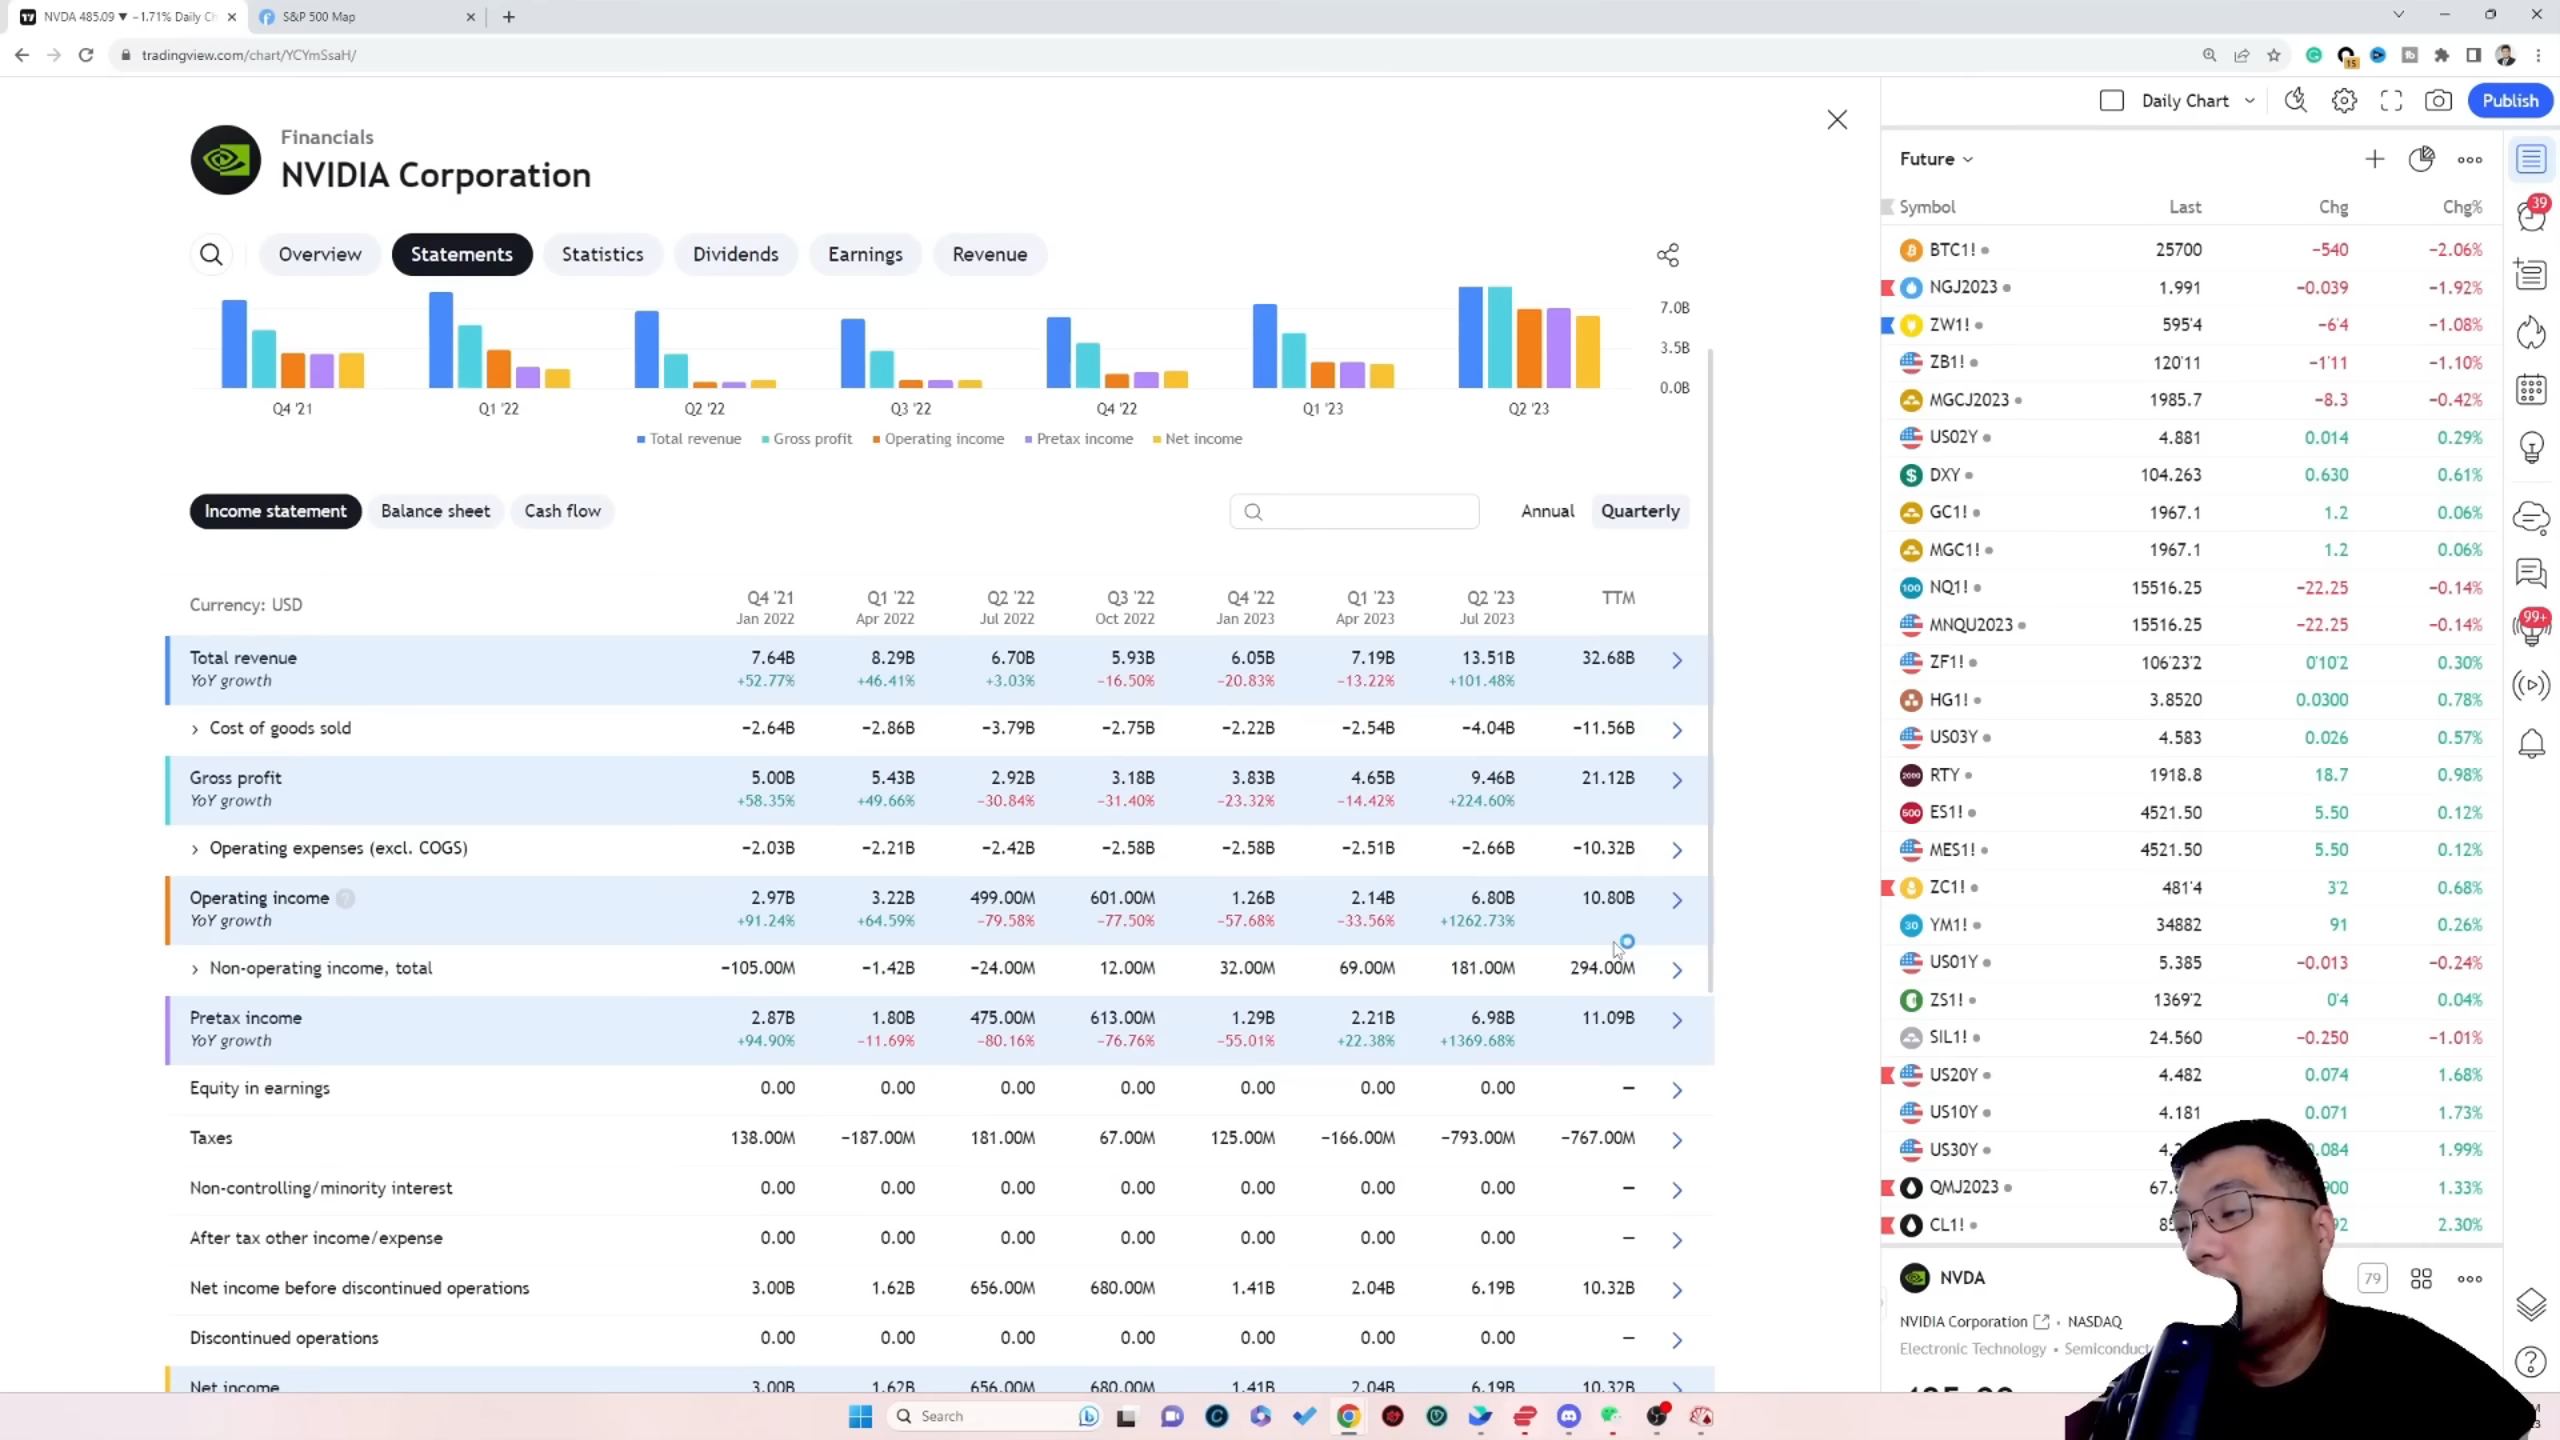 NVDA 485.09 ▼ −1.71% Daily Ch
S&P 500 Map
tradingview.com/chart/YCYmSsaH/
15
Daily Chart
Publish
Financials
NVIDIA Corporation
Overview
Statements
Statistics
Dividends
Earnings
Revenue
7.0B
3.5B
0.0B
Q4 '21
Q1 '22
Q2 '22
Q3 '22
Q4 '22
Q1 '23
Q2 '23
Total revenue
Gross profit
Operating income
Pretax income
Net income
Income statement
Balance sheet
Cash flow
Annual
Quarterly
Currency: USD
Q4 '21 Q1 '22 Q2 '22 Q3 '22 Q4 '22 Q1 '23 Q2 '23 TTM
Jan 2022 Apr 2022 Jul 2022 Oct 2022 Jan 2023 Apr 2023 Jul 2023
Total revenue 7.64B 8.29B 6.70B 5.93B 6.05B 7.19B 13.51B 32.68B
YoY growth +52.77% +46.41% +3.03% −16.50% −20.83% −13.22% +101.48%
Cost of goods sold −2.64B −2.86B −3.79B −2.75B −2.22B −2.54B −4.04B −11.56B
Gross profit 5.00B 5.43B 2.92B 3.18B 3.83B 4.65B 9.46B 21.12B
YoY growth +58.35% +49.66% −30.84% −31.40% −23.32% −14.42% +224.60%
Operating expenses (excl. COGS) −2.03B −2.21B −2.42B −2.58B −2.58B −2.51B −2.66B −10.32B
Operating income ? 2.97B 3.22B 499.00M 601.00M 1.26B 2.14B 6.80B 10.80B
YoY growth +91.24% +64.59% −79.58% −77.50% −57.68% −33.56% +1262.73%
Non-operating income, total −105.00M −1.42B −24.00M 12.00M 32.00M 69.00M 181.00M 294.00M
Pretax income 2.87B 1.80B 475.00M 613.00M 1.29B 2.21B 6.98B 11.09B
YoY growth +94.90% −11.69% −80.16% −76.76% −55.01% +22.38% +1369.68%
Equity in earnings 0.00 0.00 0.00 0.00 0.00 0.00 0.00 —
Taxes 138.00M −187.00M 181.00M 67.00M 125.00M −166.00M −793.00M −767.00M
Non-controlling/minority interest 0.00 0.00 0.00 0.00 0.00 0.00 0.00 —
After tax other income/expense 0.00 0.00 0.00 0.00 0.00 0.00 0.00 —
Net income before discontinued operations 3.00B 1.62B 656.00M 680.00M 1.41B 2.04B 6.19B 10.32B
Discontinued operations 0.00 0.00 0.00 0.00 0.00 0.00 0.00 —
Net income 3.00B 1.62B 656.00M 680.00M 1.41B 2.04B 6.19B 10.32B
Future
Symbol Last Chg Chg%
BTC1! 25700 −540 −2.06%
NGJ2023 1.991 −0.039 −1.92%
ZW1! 595'4 −6'4 −1.08%
ZB1! 120'11 −1'11 −1.10%
MGCJ2023 1985.7 −8.3 −0.42%
US02Y 4.881 0.014 0.29%
DXY 104.263 0.630 0.61%
GC1! 1967.1 1.2 0.06%
MGC1! 1967.1 1.2 0.06%
100 NQ1! 15516.25 −22.25 −0.14%
MNQU2023 15516.25 −22.25 −0.14%
ZF1! 106'23'2 0'10'2 0.30%
HG1! 3.8520 0.0300 0.78%
US03Y 4.583 0.026 0.57%
2000 RTY 1918.8 18.7 0.98%
500 ES1! 4521.50 5.50 0.12%
MES1! 4521.50 5.50 0.12%
ZC1! 481'4 3'2 0.68%
30 YM1! 34882 91 0.26%
US01Y 5.385 −0.013 −0.24%
ZS1! 1369'2 0'4 0.04%
SIL1! 24.560 −0.250 −1.01%
US20Y 4.482 0.074 1.68%
US10Y 4.181 0.071 1.73%
US30Y 4. 0.084 1.99%
QMJ2023 67. 900 1.33%
CL1! 85 92 2.30%
NVDA
79
NVIDIA Corporation • NASDAQ
Electronic Technology • Semiconduct
39
99+
Search